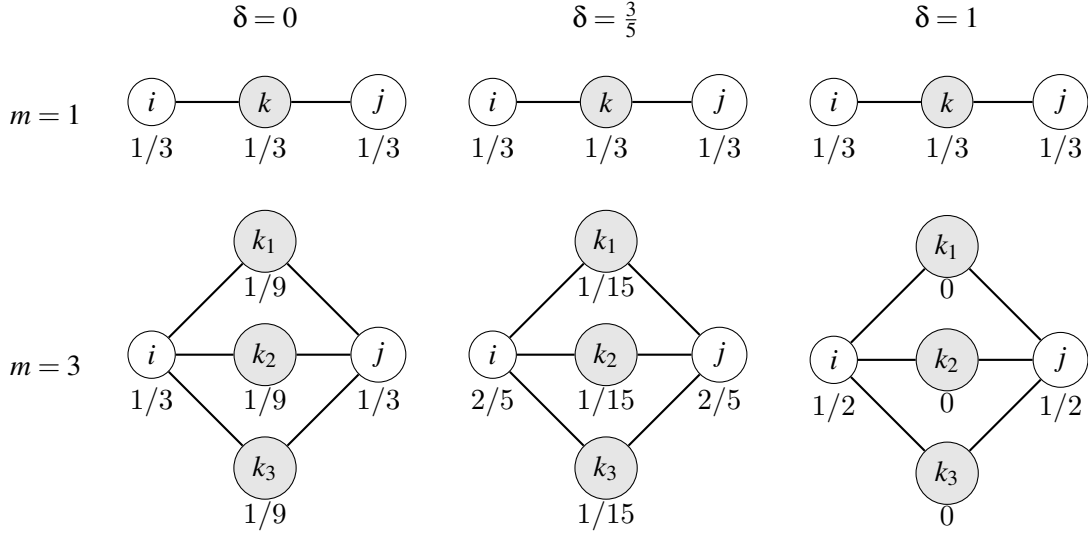 δ = 0 δ = 3/5 δ = 1
m = 1
i k j i k j i k j
1/3 1/3 1/3 1/3 1/3 1/3 1/3 1/3 1/3
k₁ k₁ k₁
1/9 1/15 0
m = 3
i k₂ j i k₂ j i k₂ j
1/3 1/9 1/3 2/5 1/15 2/5 1/2 0 1/2
k₃ k₃ k₃
1/9 1/15 0